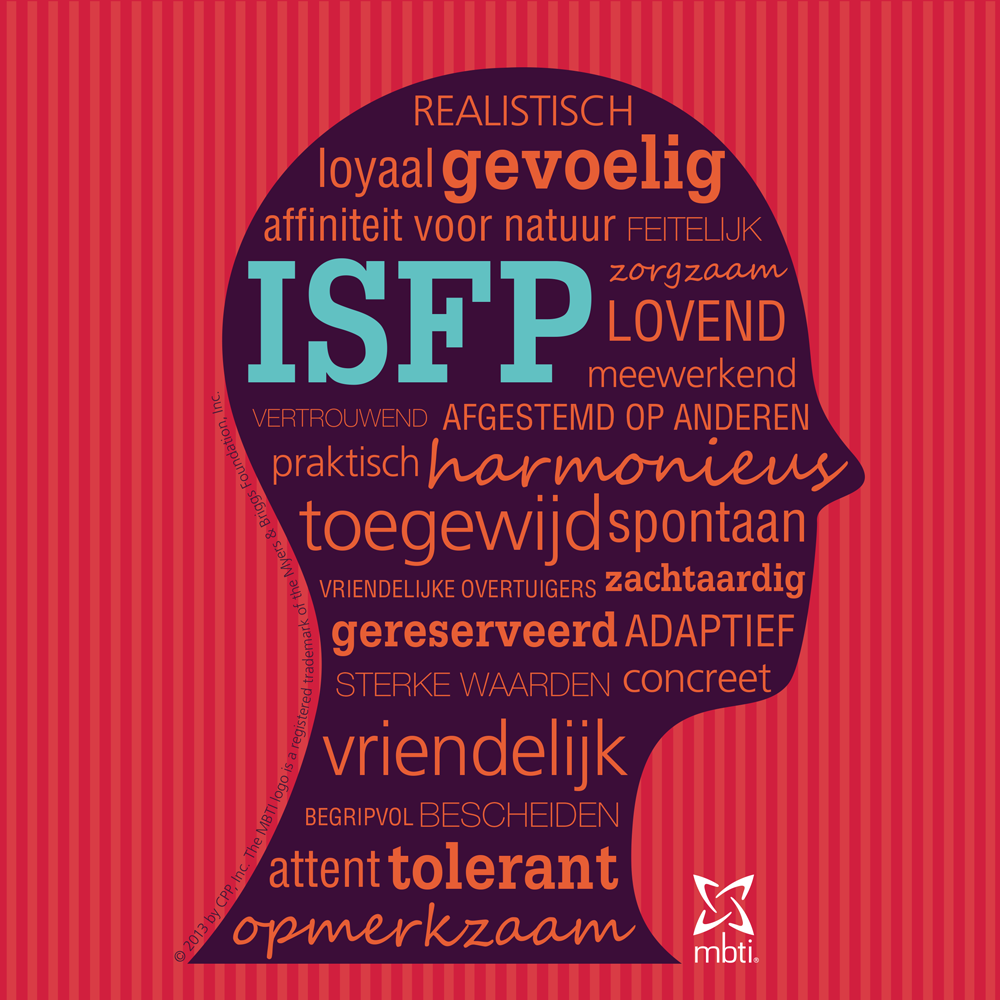 REALISTISCH
loyaal gevoelig
affiniteit voor natuur FEITELIJK
ISFP
zorgzaam
LOVEND
meewerkend
VERTROUWEND AFGESTEMD OP ANDEREN
praktisch harmonieus
toegewijd spontaan
VRIENDELIJKE OVERTUIGERS zachtaardig
gereserveerd ADAPTIEF
STERKE WAARDEN concreet
vriendelijk
BEGRIPVOL BESCHEIDEN
attent tolerant
opmerkzaam
© 2013 by CPP, Inc. The MBTI logo is a registered trademark of the Myers & Briggs Foundation, Inc.
mbti®